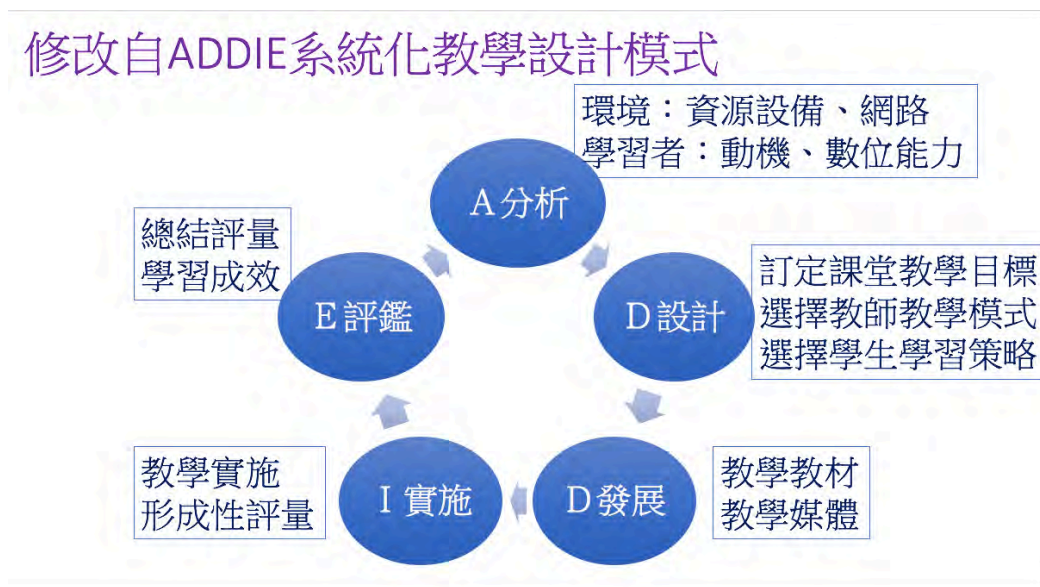 修改自ADDIE系統化教學設計模式
環境：資源設備、網路
學習者：動機、數位能力
A分析
總結評量
學習成效
E評鑑
D設計
訂定課堂教學目標
選擇教師教學模式
選擇學生學習策略
教學實施
形成性評量
I 實施
D發展
教學教材
教學媒體